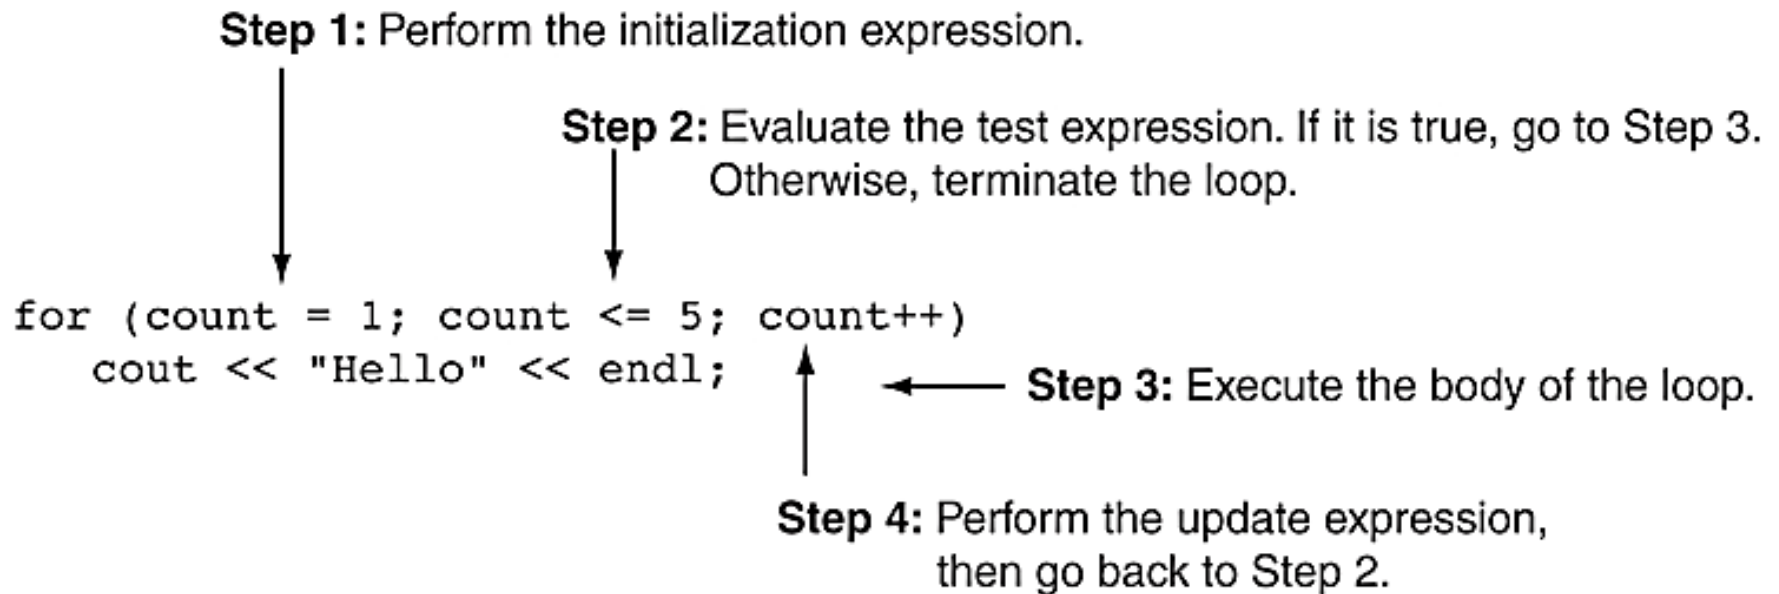 Step 1: Perform the initialization expression.
Step 2: Evaluate the test expression. If it is true, go to Step 3.
Otherwise, terminate the loop.
for (count = 1; count <= 5; count++)
cout << "Hello" << endl;
Step 3: Execute the body of the loop.
Step 4: Perform the update expression,
then go back to Step 2.